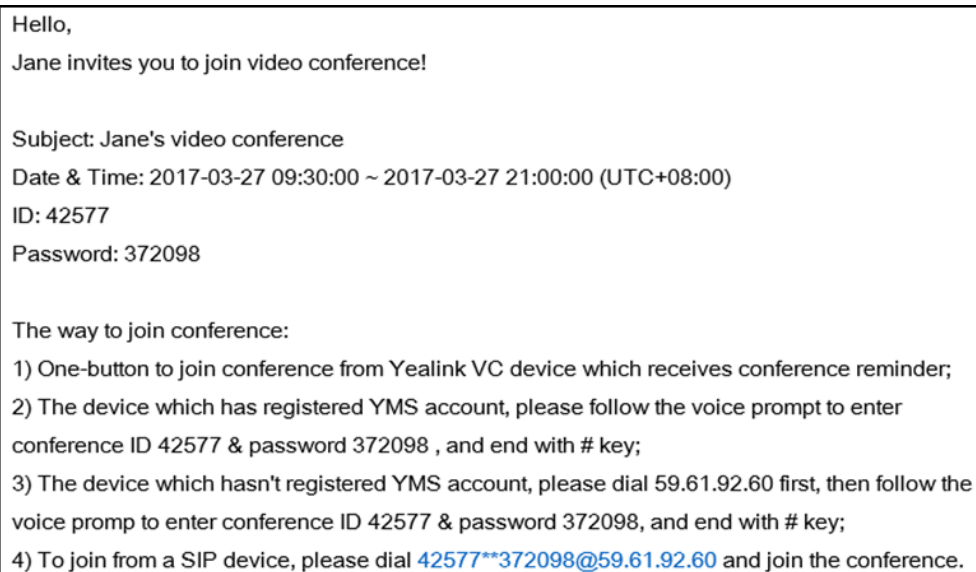 Hello,
Jane invites you to join video conference!
Subject: Jane's video conference
Date & Time: 2017-03-27 09:30:00 ~ 2017-03-27 21:00:00 (UTC+08:00)
ID: 42577
Password: 372098
The way to join conference:
1) One-button to join conference from Yealink VC device which receives conference reminder;
2) The device which has registered YMS account, please follow the voice prompt to enter
conference ID 42577 & password 372098 , and end with # key;
3) The device which hasn't registered YMS account, please dial 59.61.92.60 first, then follow the
voice promp to enter conference ID 42577 & password 372098, and end with # key;
4) To join from a SIP device, please dial 42577**372098@59.61.92.60 and join the conference.